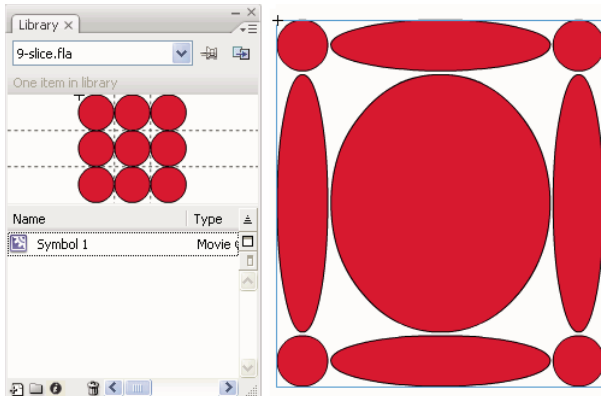 Library ×
9-slice.fla
One item in library
Name Type
Symbol 1 Movie